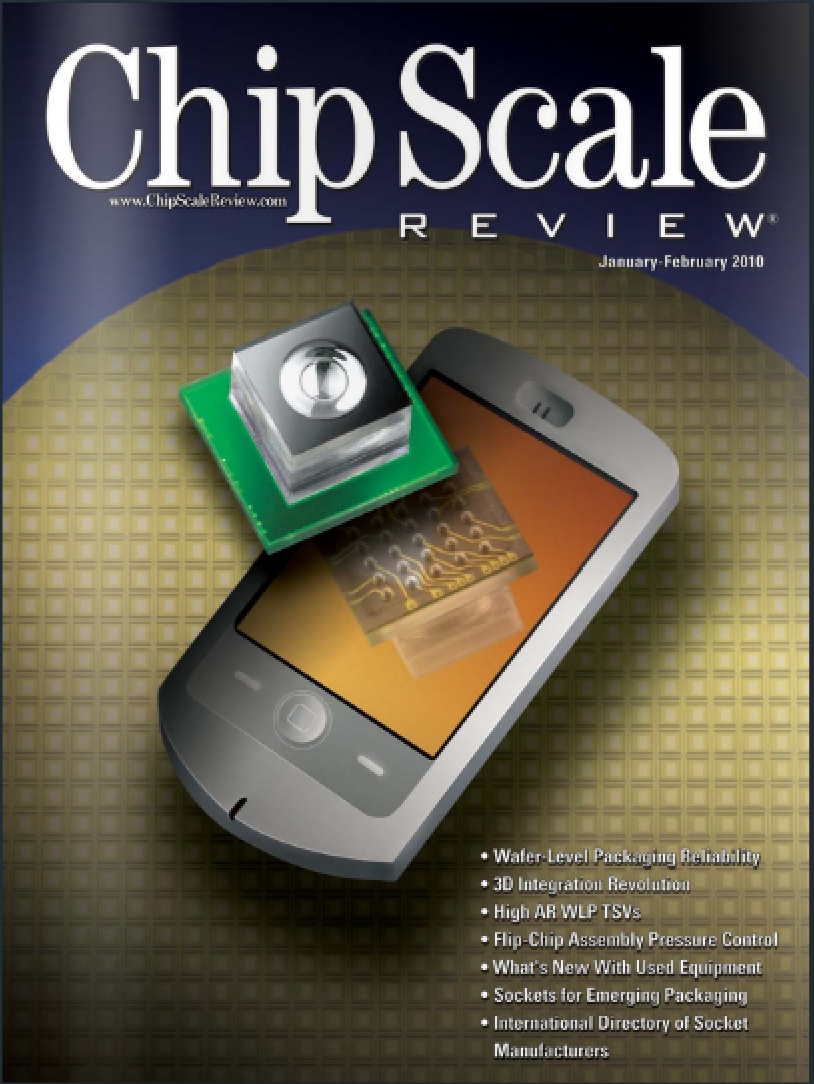 Chip Scale
www.ChipScaleReview.com
REVIEW®
January-February 2010
• Wafer-Level Packaging Reliability
• 3D Integration Revolution
• High AR WLP TSVs
• Flip-Chip Assembly Pressure Control
• What's New With Used Equipment
• Sockets for Emerging Packaging
• International Directory of Socket
Manufacturers